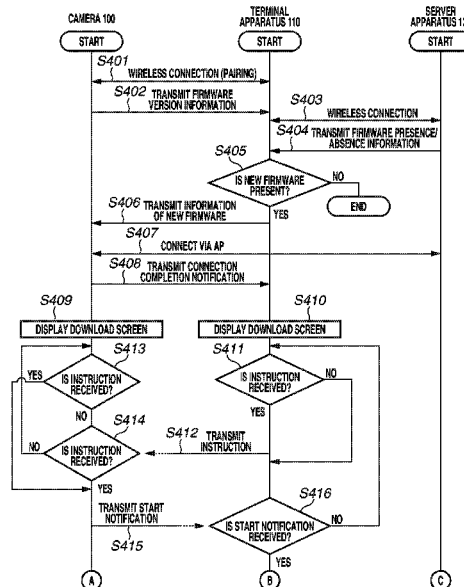 CAMERA 100
TERMINAL
APPARATUS 110
SERVER
APPARATUS
START
START
START
S401
WIRELESS CONNECTION (PAIRING)
S402
TRANSMIT FIRMWARE
VERSION INFORMATION
S403
WIRELESS CONNECTION
S404
TRANSMIT FIRMWARE PRESENCE/
ABSENCE INFORMATION
S405
IS NEW FIRMWARE
PRESENT?
NO
END
YES
S406
TRANSMIT INFORMATION
OF NEW FIRMWARE
S407
CONNECT VIA AP
S408
TRANSMIT CONNECTION
COMPLETION NOTIFICATION
S409
DISPLAY DOWNLOAD SCREEN
S410
DISPLAY DOWNLOAD SCREEN
S413
YES
IS INSTRUCTION
RECEIVED?
NO
S411
IS INSTRUCTION
RECEIVED?
NO
YES
S414
NO
IS INSTRUCTION
RECEIVED?
YES
S412
TRANSMIT
INSTRUCTION
TRANSMIT START
NOTIFICATION
S415
S416
IS START NOTIFICATION
RECEIVED?
NO
YES
A
B
C